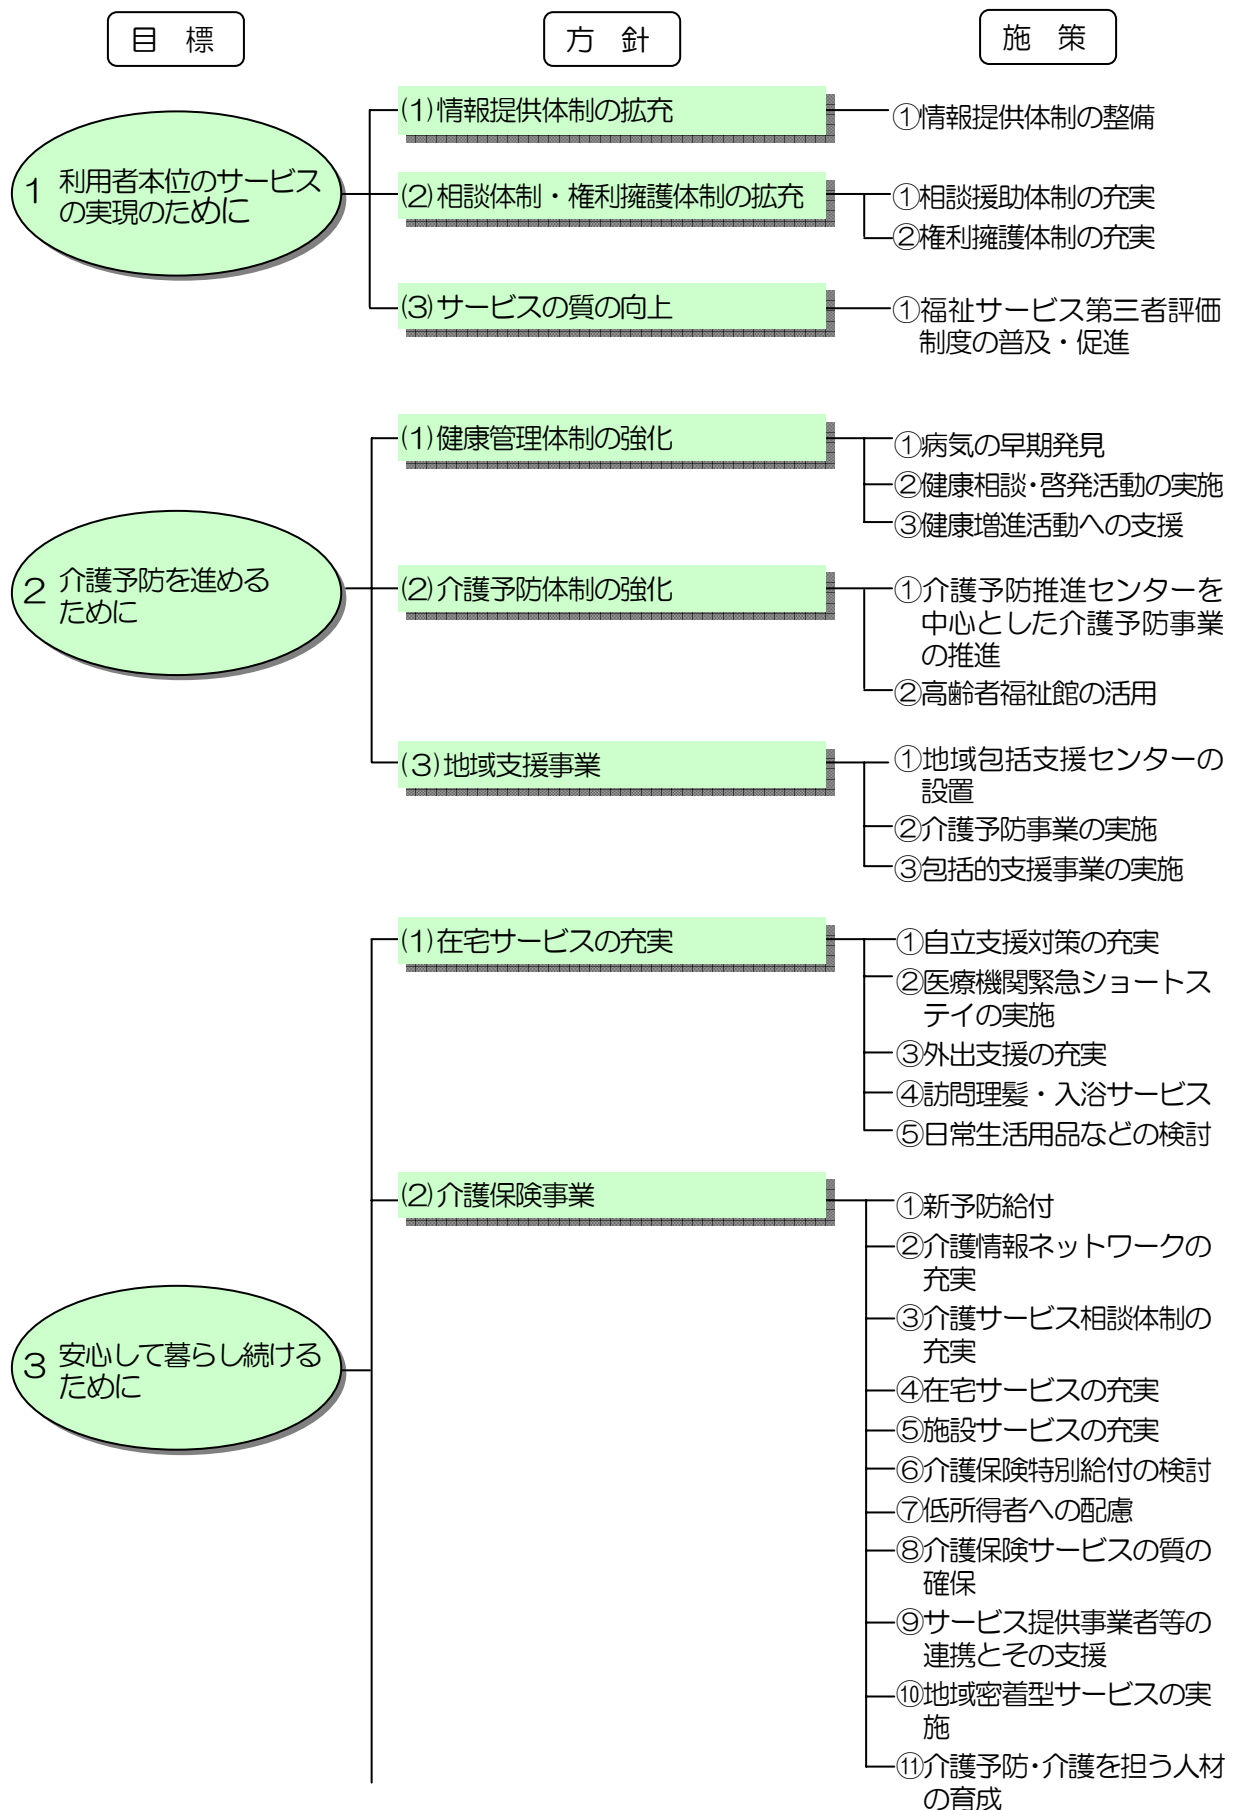 目 標
方 針
施 策
1 利用者本位のサービス
の実現のために
(1)情報提供体制の拡充
①情報提供体制の整備
(2)相談体制・権利擁護体制の拡充
①相談援助体制の充実
②権利擁護体制の充実
(3)サービスの質の向上
①福祉サービス第三者評価
制度の普及・促進
2 介護予防を進める
ために
(1)健康管理体制の強化
①病気の早期発見
②健康相談・啓発活動の実施
③健康増進活動への支援
(2)介護予防体制の強化
①介護予防推進センターを
中心とした介護予防事業
の推進
②高齢者福祉館の活用
(3)地域支援事業
①地域包括支援センターの
設置
②介護予防事業の実施
③包括的支援事業の実施
3 安心して暮らし続ける
ために
(1)在宅サービスの充実
①自立支援対策の充実
②医療機関緊急ショートス
テイの実施
③外出支援の充実
④訪問理髪・入浴サービス
⑤日常生活用品などの検討
(2)介護保険事業
①新予防給付
②介護情報ネットワークの
充実
③介護サービス相談体制の
充実
④在宅サービスの充実
⑤施設サービスの充実
⑥介護保険特別給付の検討
⑦低所得者への配慮
⑧介護保険サービスの質の
確保
⑨サービス提供事業者等の
連携とその支援
⑩地域密着型サービスの実
施
⑪介護予防・介護を担う人材
の育成